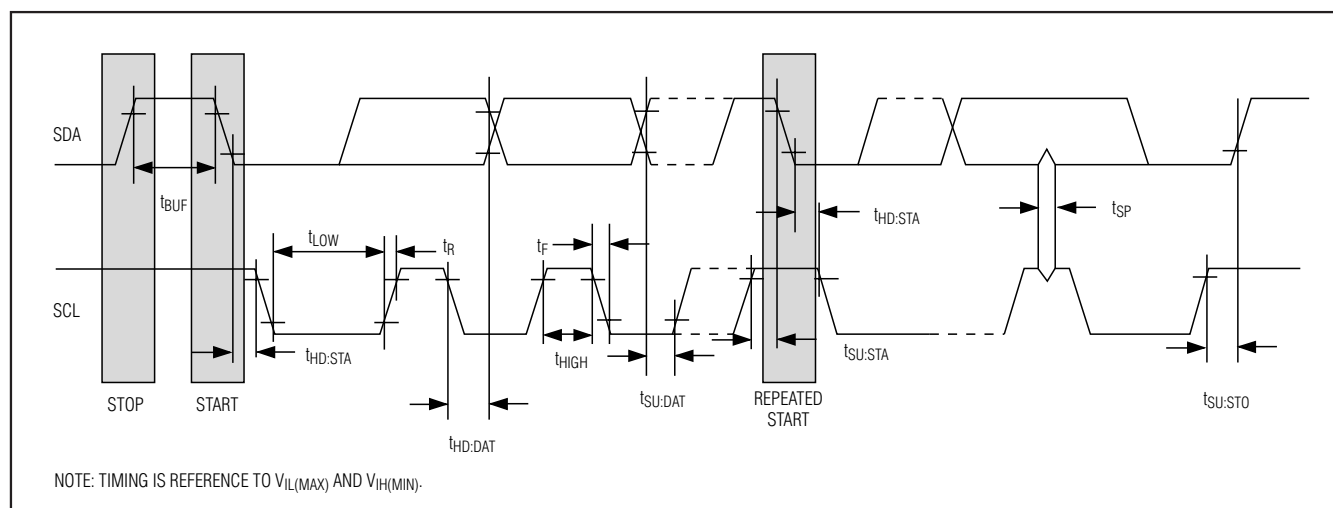 SDA
tBUF
tLOW
tR
tF
tHD:STA
tSP
SCL
tHD:STA
tHIGH
tSU:DAT
tSU:STA
tSU:STO
STOP
START
REPEATED
START
tHD:DAT
NOTE: TIMING IS REFERENCE TO VIL(MAX) AND VIH(MIN).